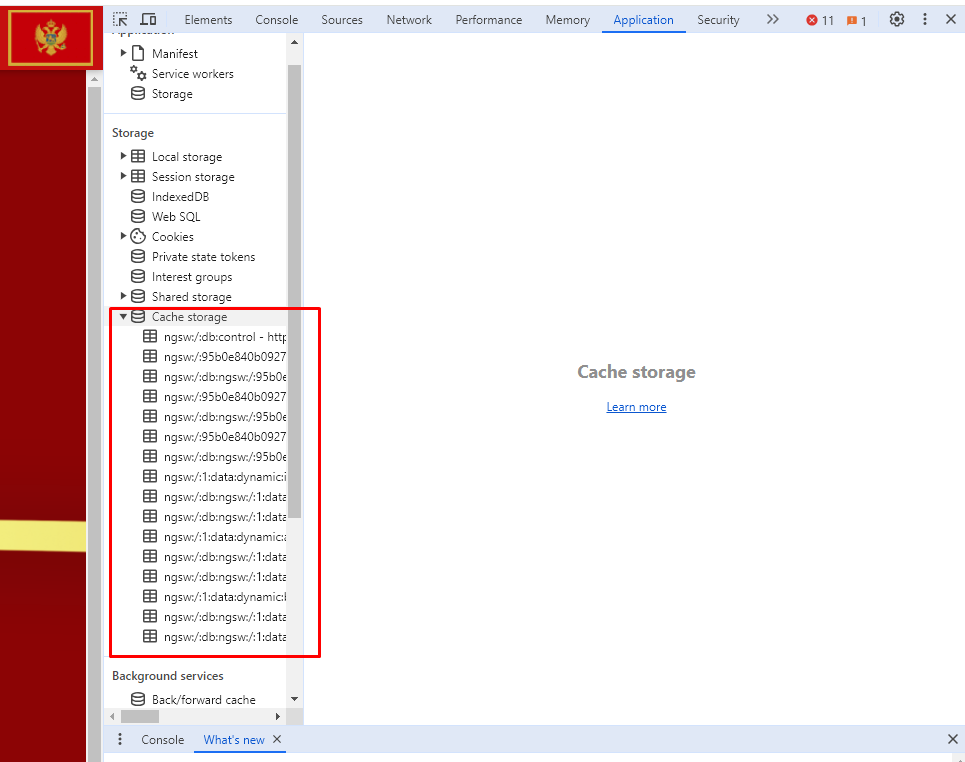 Elements Console Sources Network Performance Memory Application Security 11 1
Application
Manifest
Service workers
Storage
Storage
Local storage
Session storage
IndexedDB
Web SQL
Cookies
Private state tokens
Interest groups
Shared storage
Cache storage
ngsw:/:db:control - http
ngsw:/:95b0e840b0927
ngsw:/:db:ngsw:/:95b0e
ngsw:/:95b0e840b0927
ngsw:/:db:ngsw:/:95b0e
ngsw:/:95b0e840b0927
ngsw:/:db:ngsw:/:95b0e
ngsw:/:1:data:dynamic:i
ngsw:/:db:ngsw:/:1:data
ngsw:/:db:ngsw:/:1:data
ngsw:/:1:data:dynamic:a
ngsw:/:db:ngsw:/:1:data
ngsw:/:db:ngsw:/:1:data
ngsw:/:1:data:dynamic:
ngsw:/:db:ngsw:/:1:data
ngsw:/:db:ngsw:/:1:data
Background services
Back/forward cache
Cache storage
Learn more
Console What's new